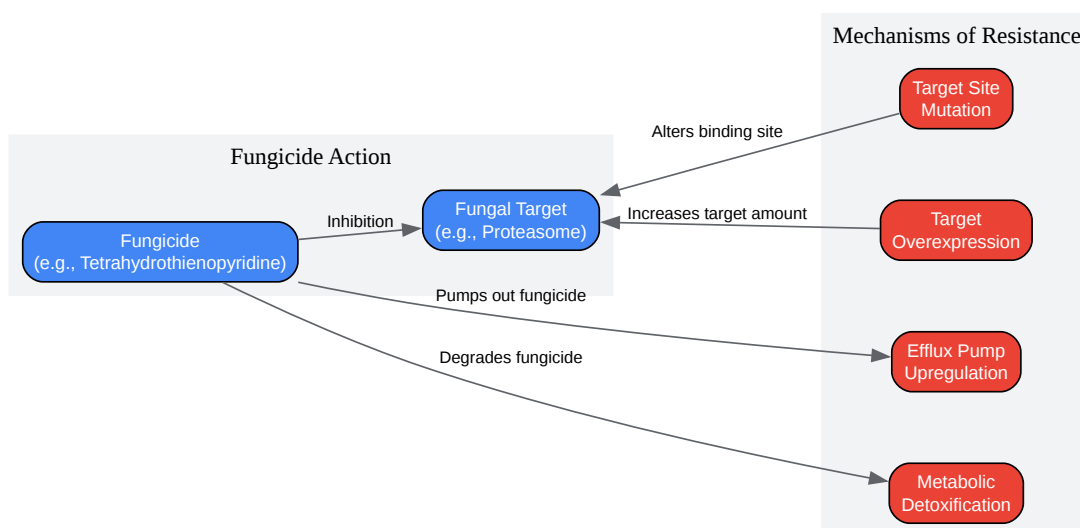 Mechanisms of Resistance
Target Site
Mutation
Alters binding site
Fungicide Action
Fungal Target
(e.g., Proteasome)
Inhibition
Increases target amount
Target
Overexpression
Fungicide
(e.g., Tetrahydrothienopyridine)
Pumps out fungicide
Efflux Pump
Upregulation
Degrades fungicide
Metabolic
Detoxification